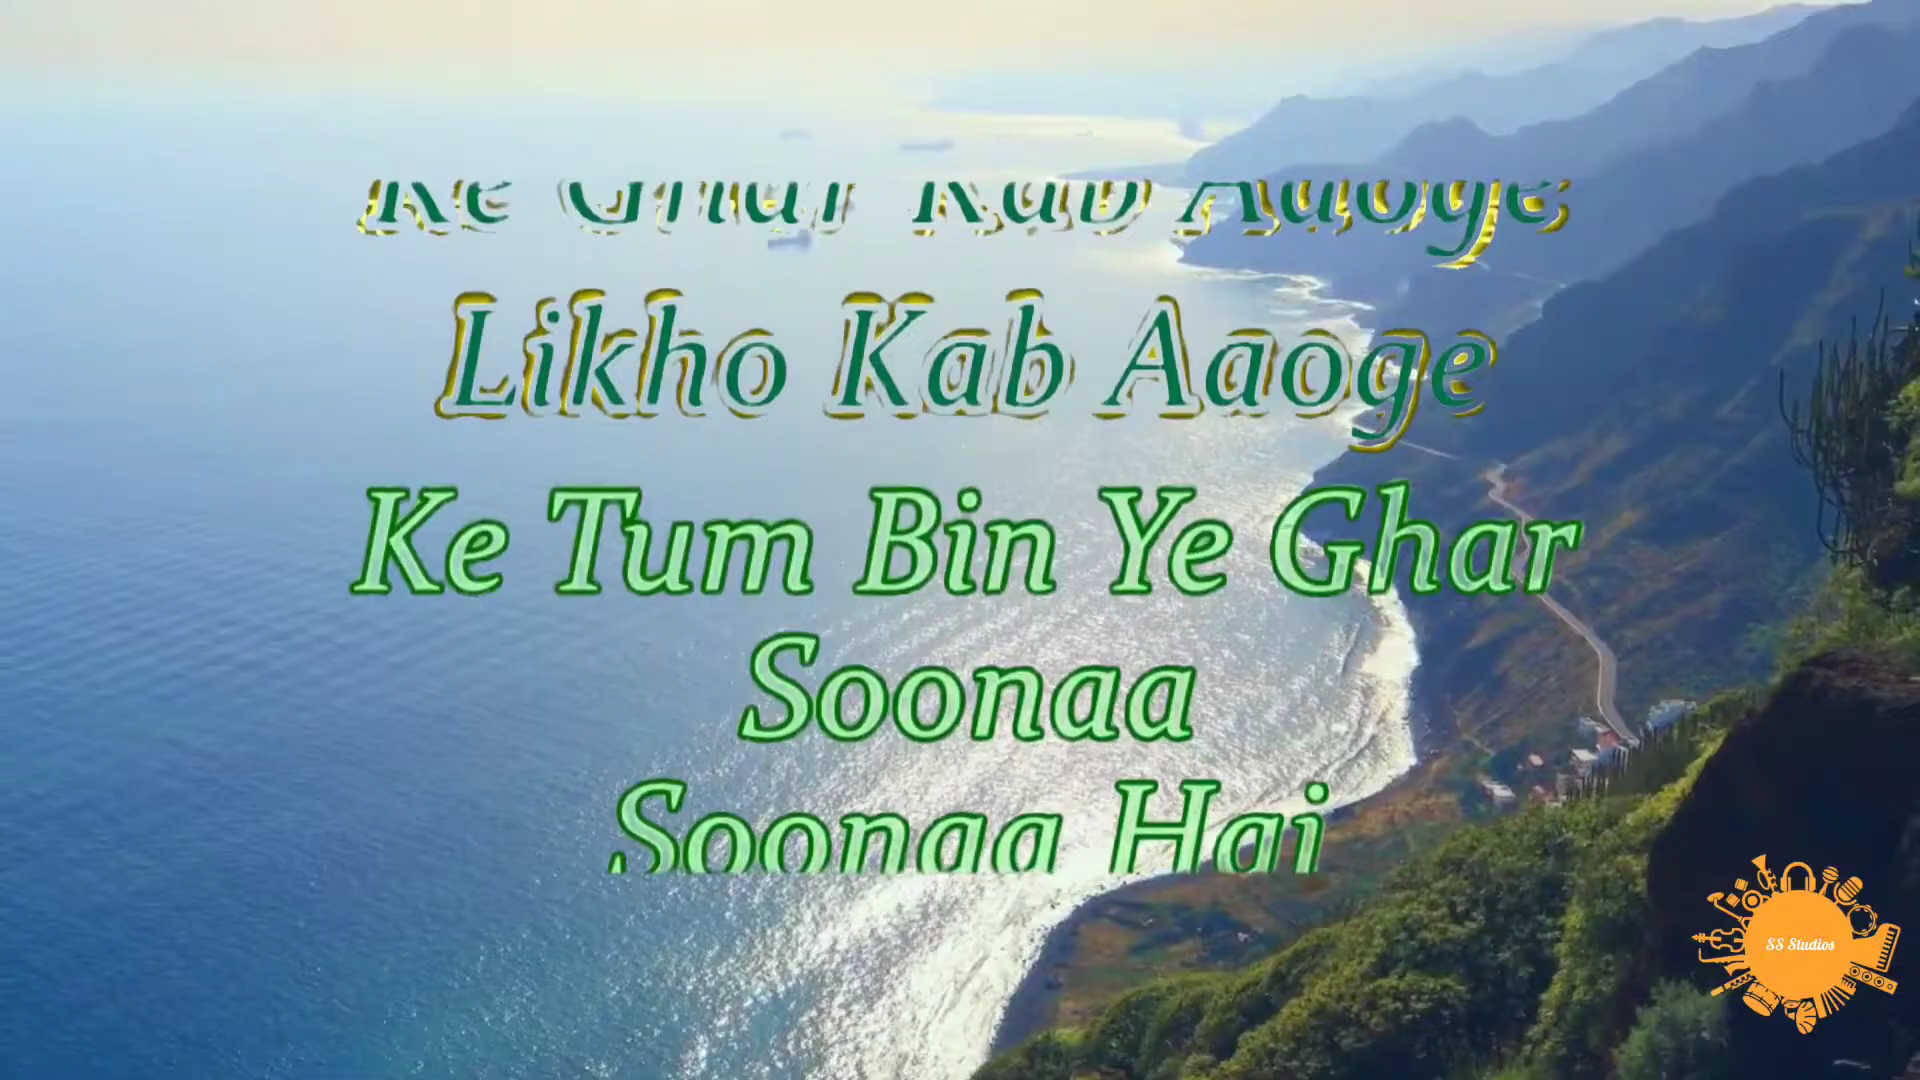 Ke Ghar Kab Aaoge
Likho Kab Aaoge
Ke Tum Bin Ye Ghar
Soonaa
Soonaa Hai
SS Studios